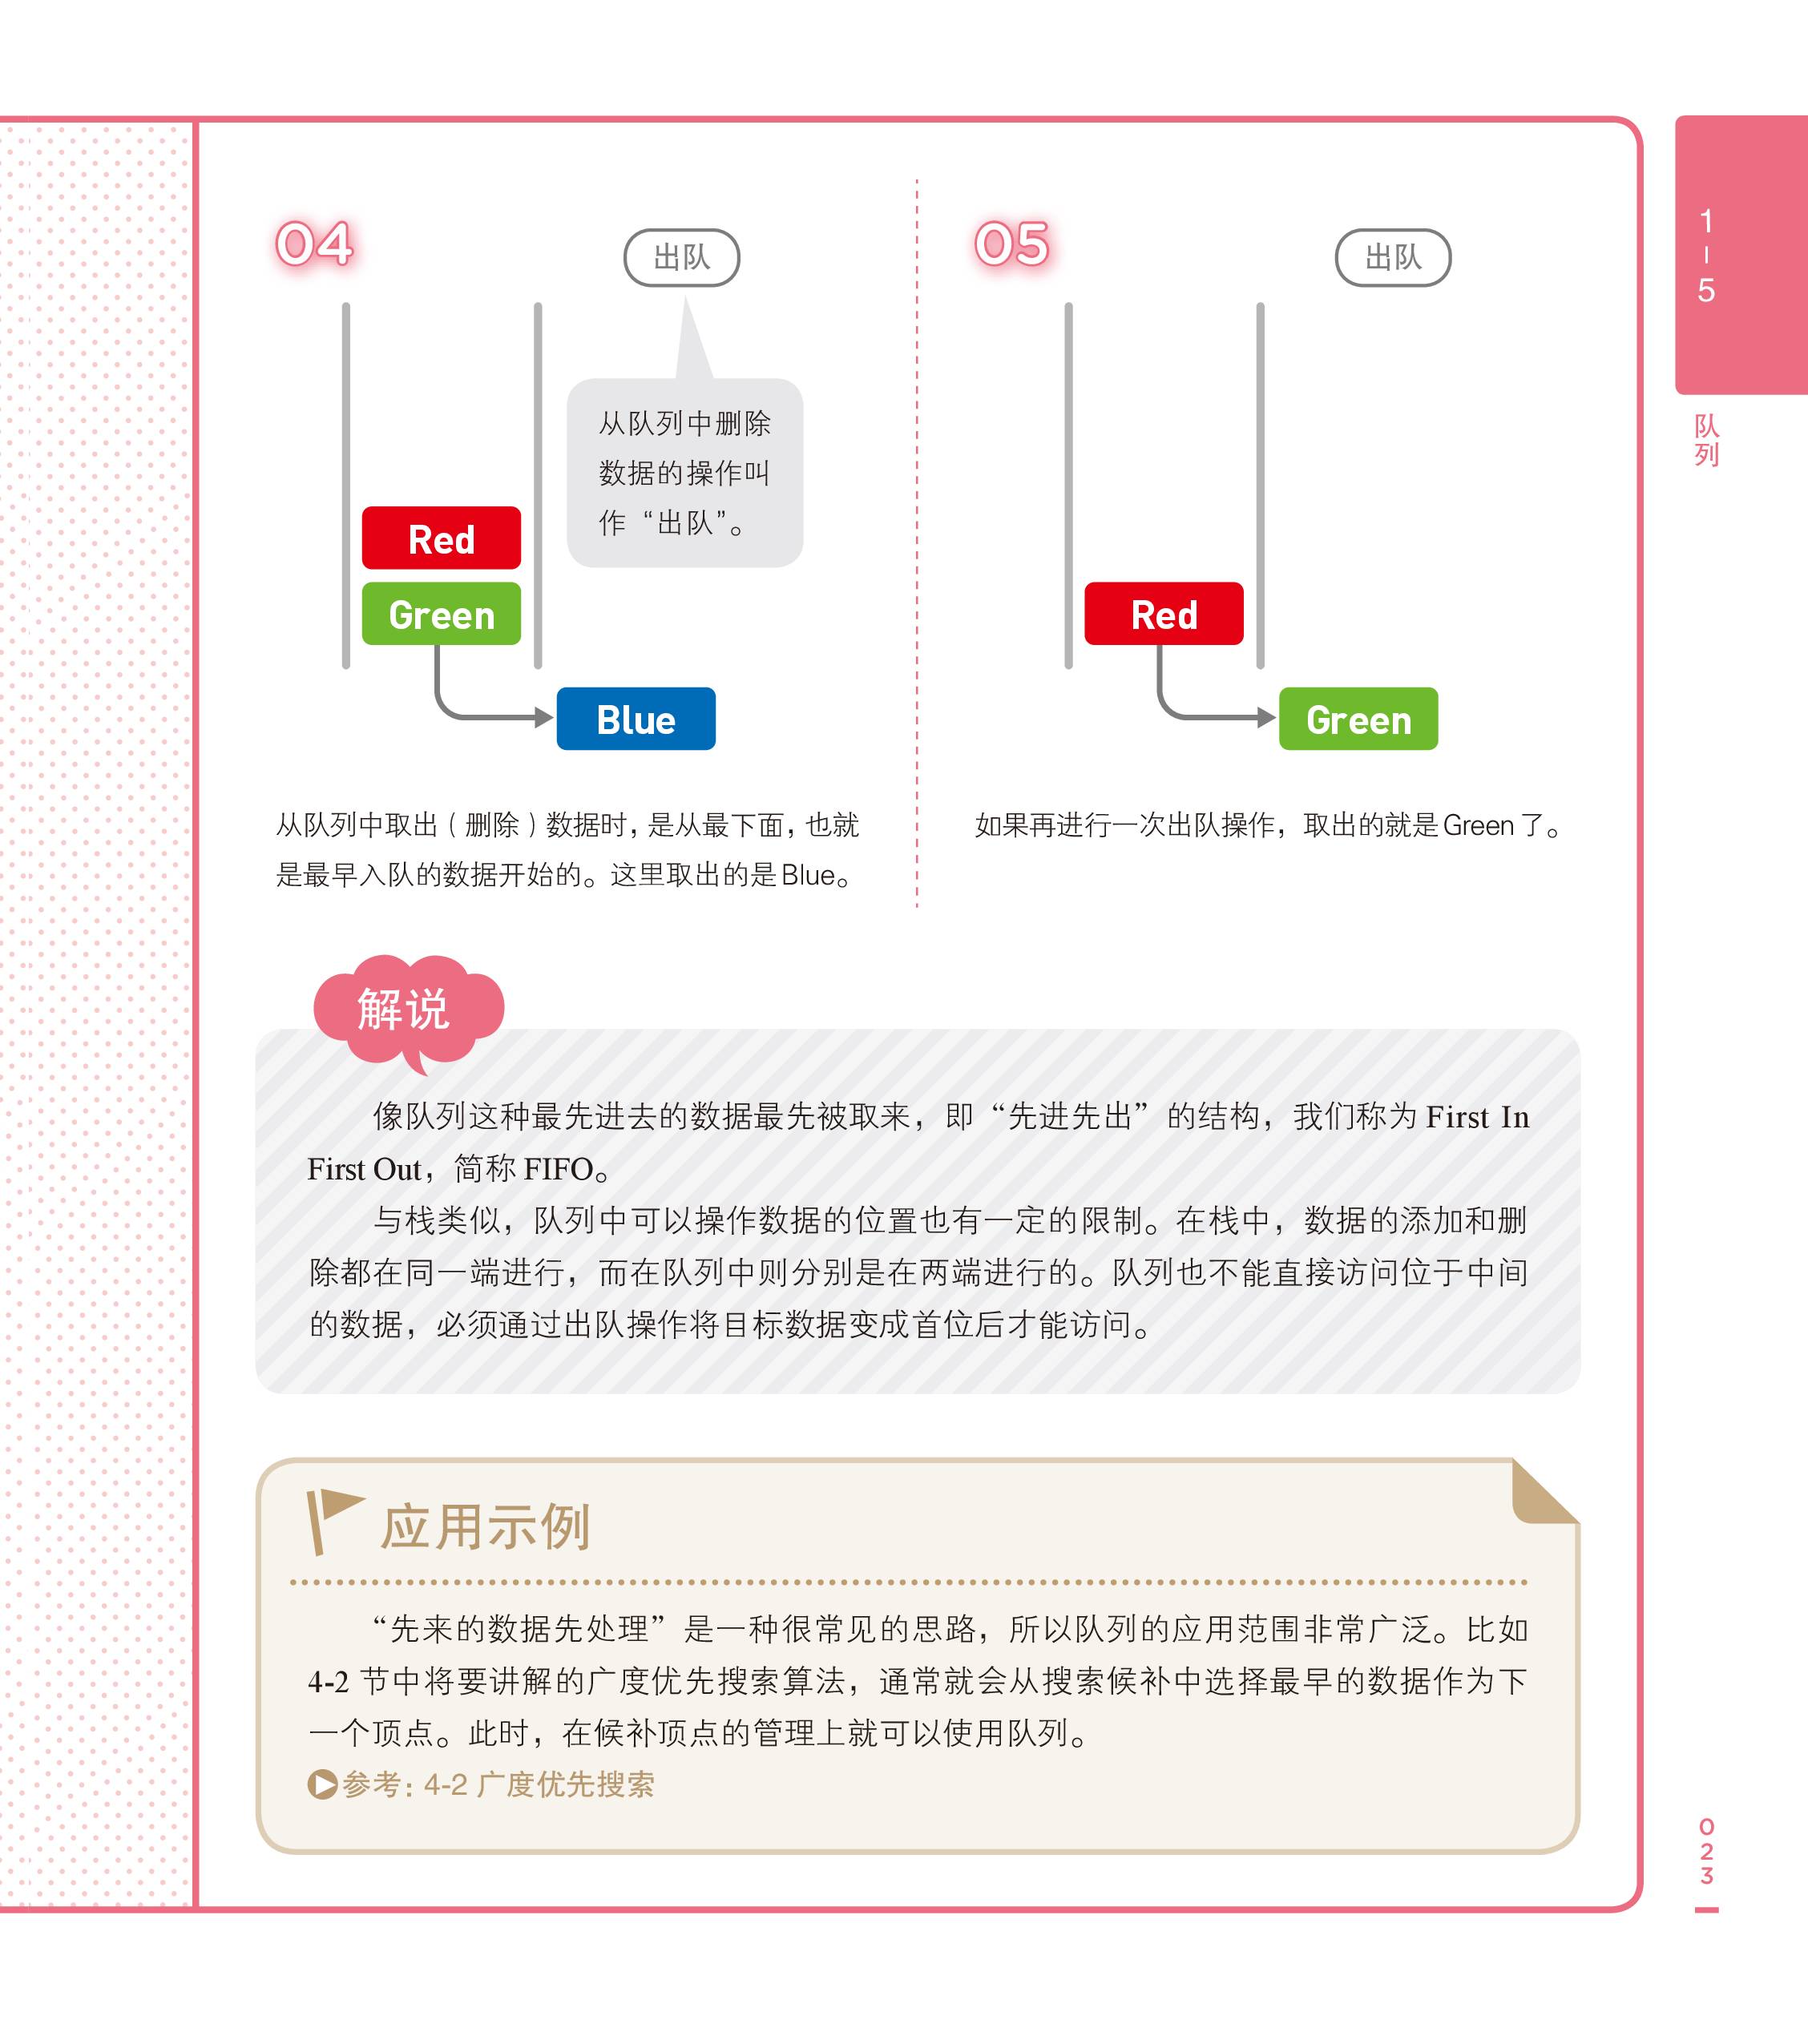 04
出队
从队列中删除
数据的操作叫
作“出队”。
Red
Green
Blue
从队列中取出（删除）数据时，是从最下面，也就
是最早入队的数据开始的。这里取出的是Blue。
05
出队
Red
Green
如果再进行一次出队操作，取出的就是Green了。
解说
像队列这种最先进去的数据最先被取来，即“先进先出”的结构，我们称为 First In
First Out，简称 FIFO。
与栈类似，队列中可以操作数据的位置也有一定的限制。在栈中，数据的添加和删
除都在同一端进行，而在队列中则分别是在两端进行的。队列也不能直接访问位于中间
的数据，必须通过出队操作将目标数据变成首位后才能访问。
应用示例
“先来的数据先处理”是一种很常见的思路，所以队列的应用范围非常广泛。比如
4-2 节中将要讲解的广度优先搜索算法，通常就会从搜索候补中选择最早的数据作为下
一个顶点。此时，在候补顶点的管理上就可以使用队列。
参考：4-2 广度优先搜索
1-5
队列
023